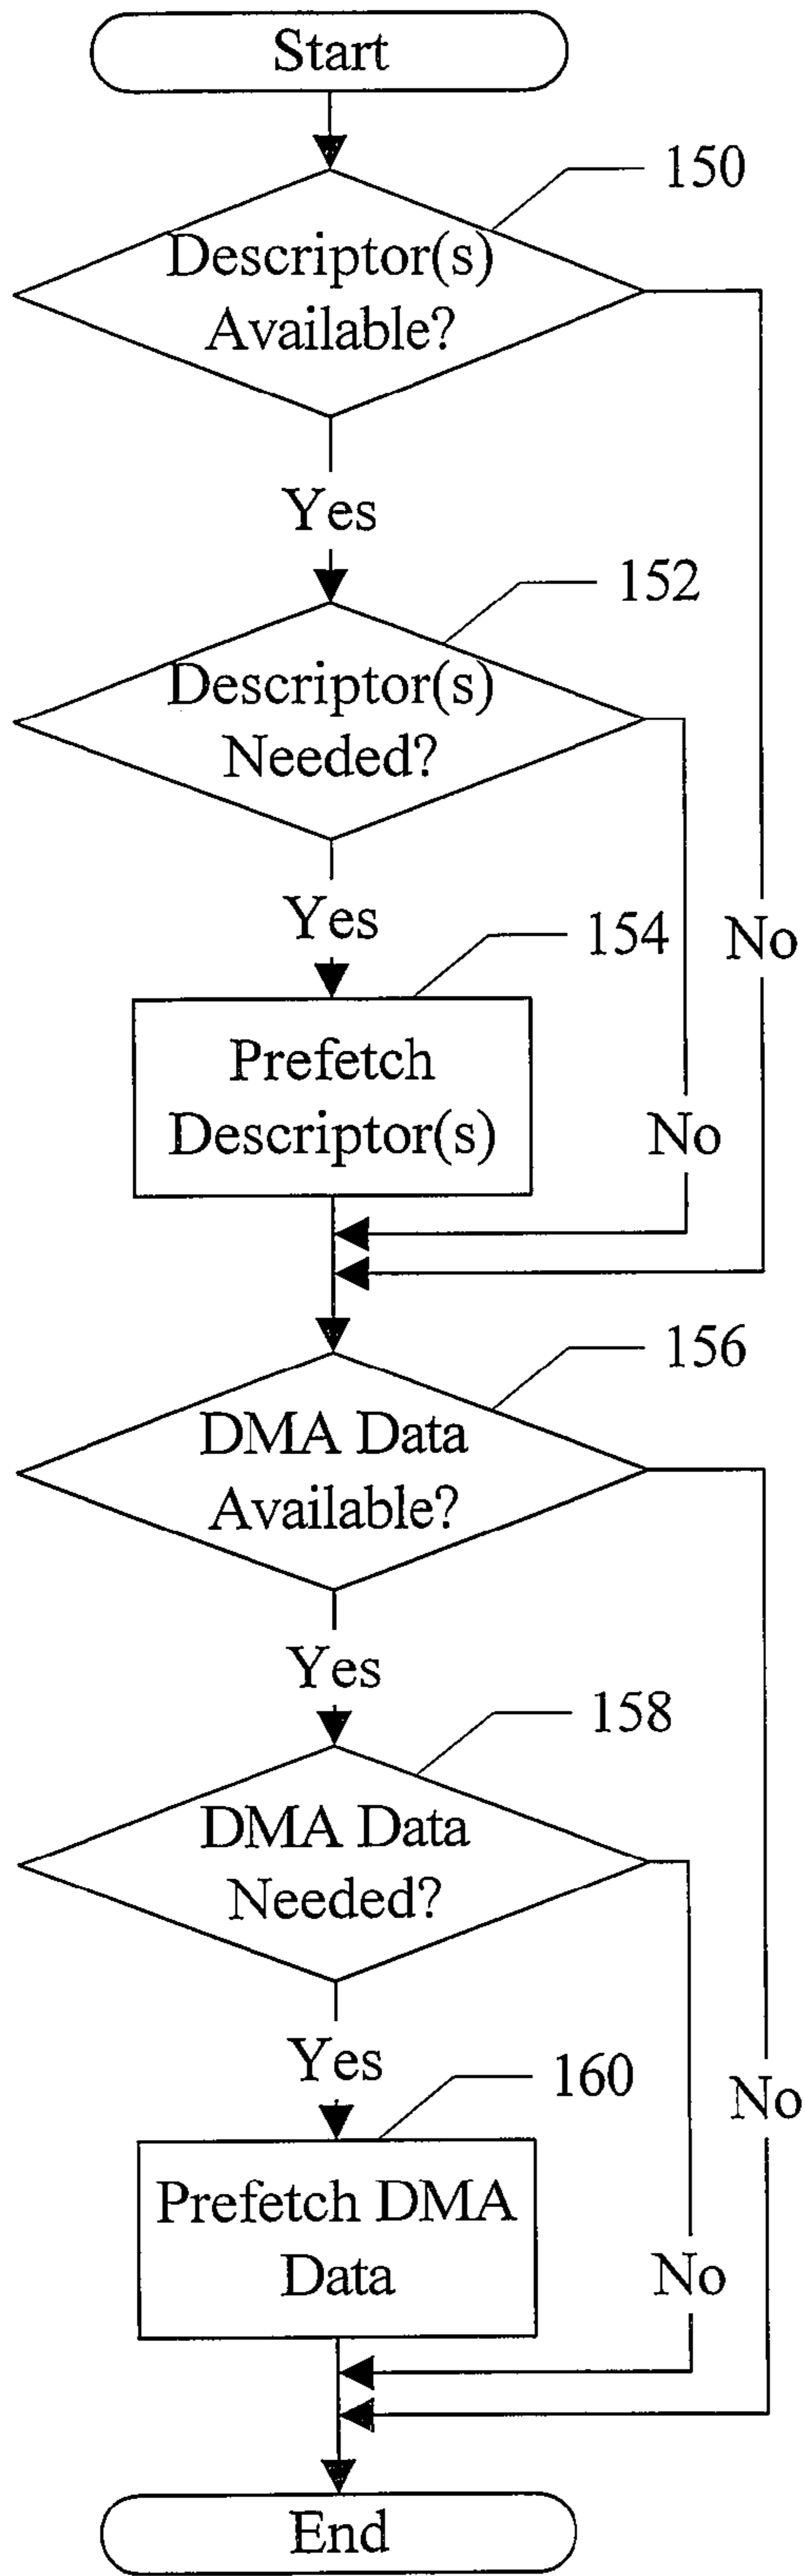 Start
150
Descriptor(s)
Available?
Yes
152
Descriptor(s)
Needed?
Yes
154
No
Prefetch
Descriptor(s)
No
156
DMA Data
Available?
Yes
158
DMA Data
Needed?
Yes
160
No
Prefetch DMA
Data
No
End